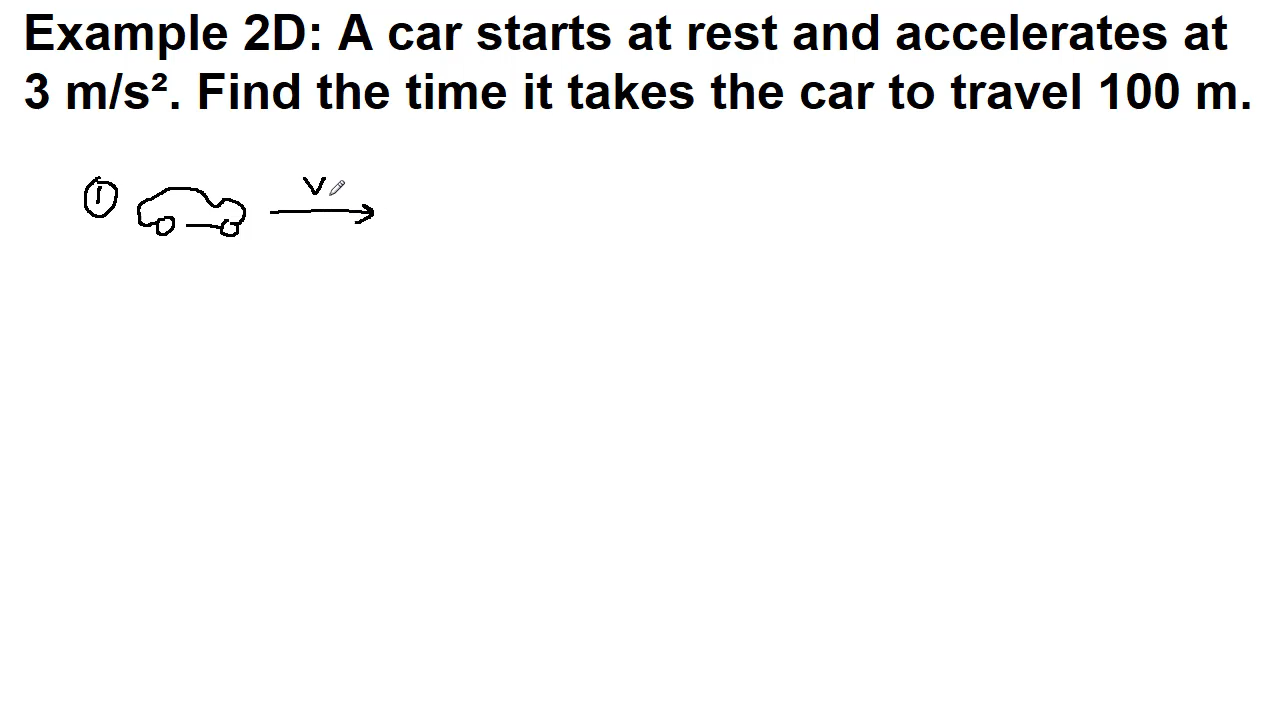 Example 2D: A car starts at rest and accelerates at
3 m/s². Find the time it takes the car to travel 100 m.
① V